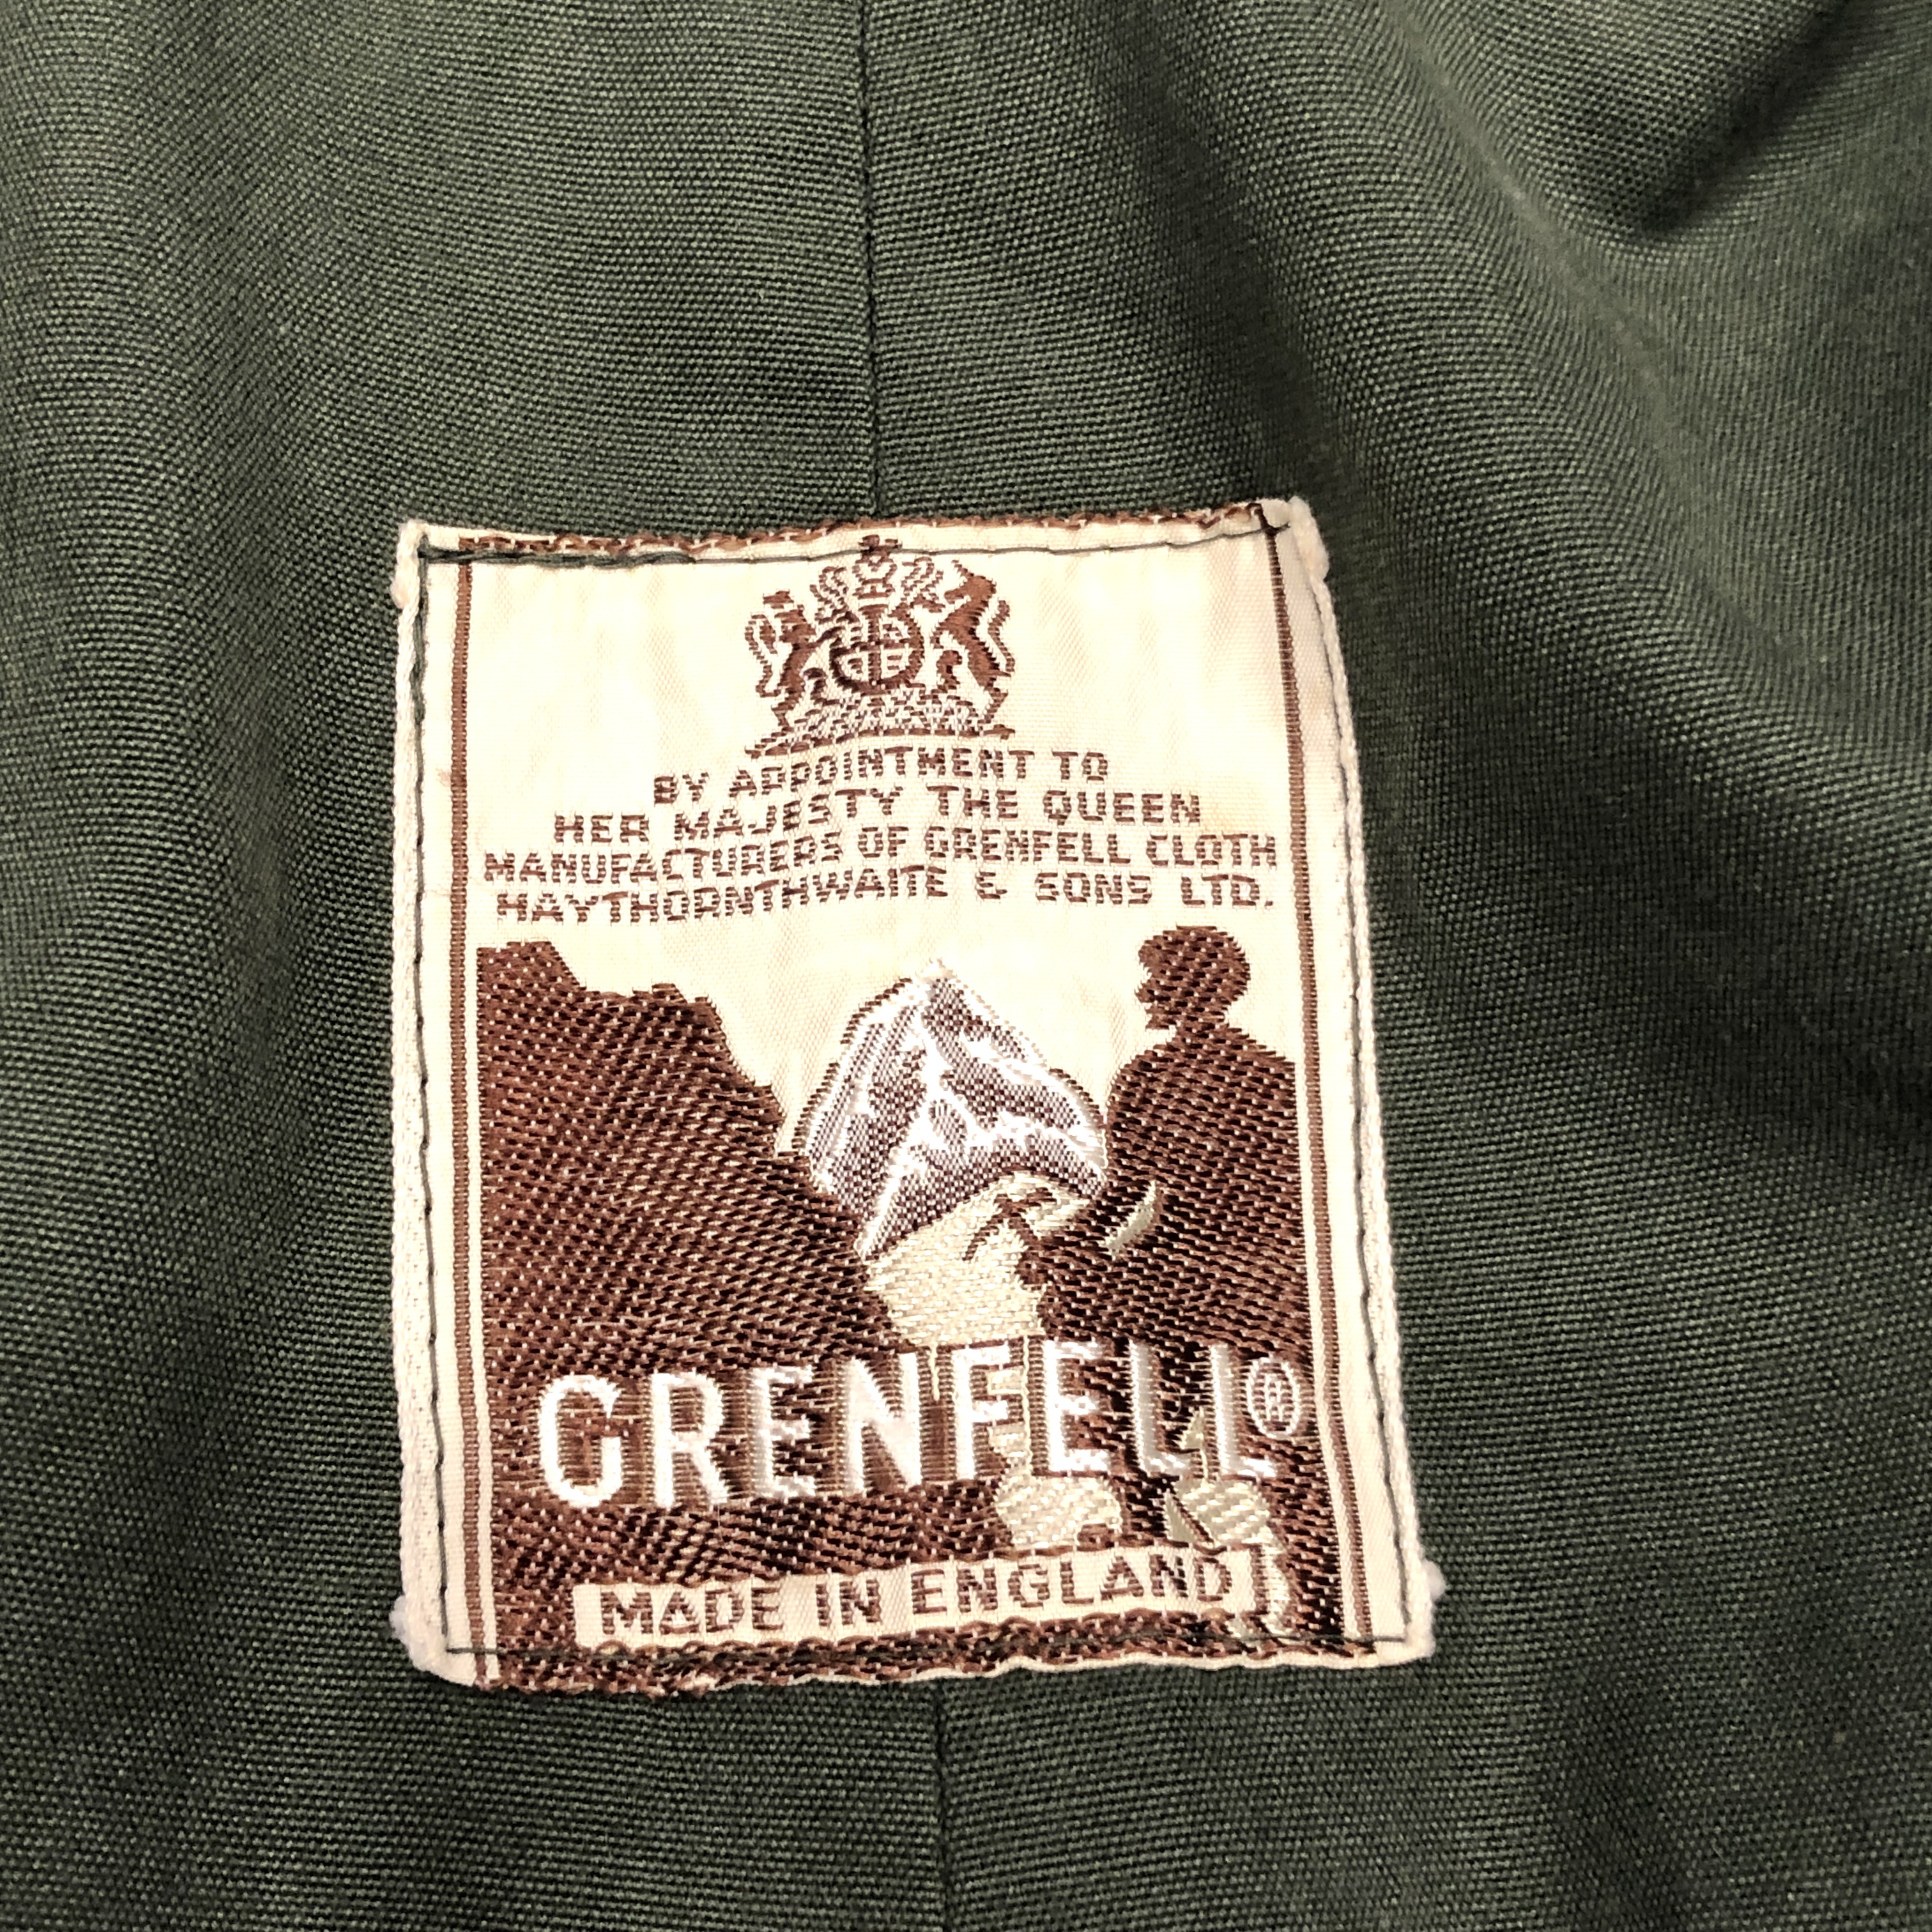 BY APPOINTMENT TO
HER MAJESTY THE QUEEN
MANUFACTURERS OF GRENFELL CLOTH
HAYTHORNTHWAITE & SONS LTD.
GRENFELL®
MADE IN ENGLAND